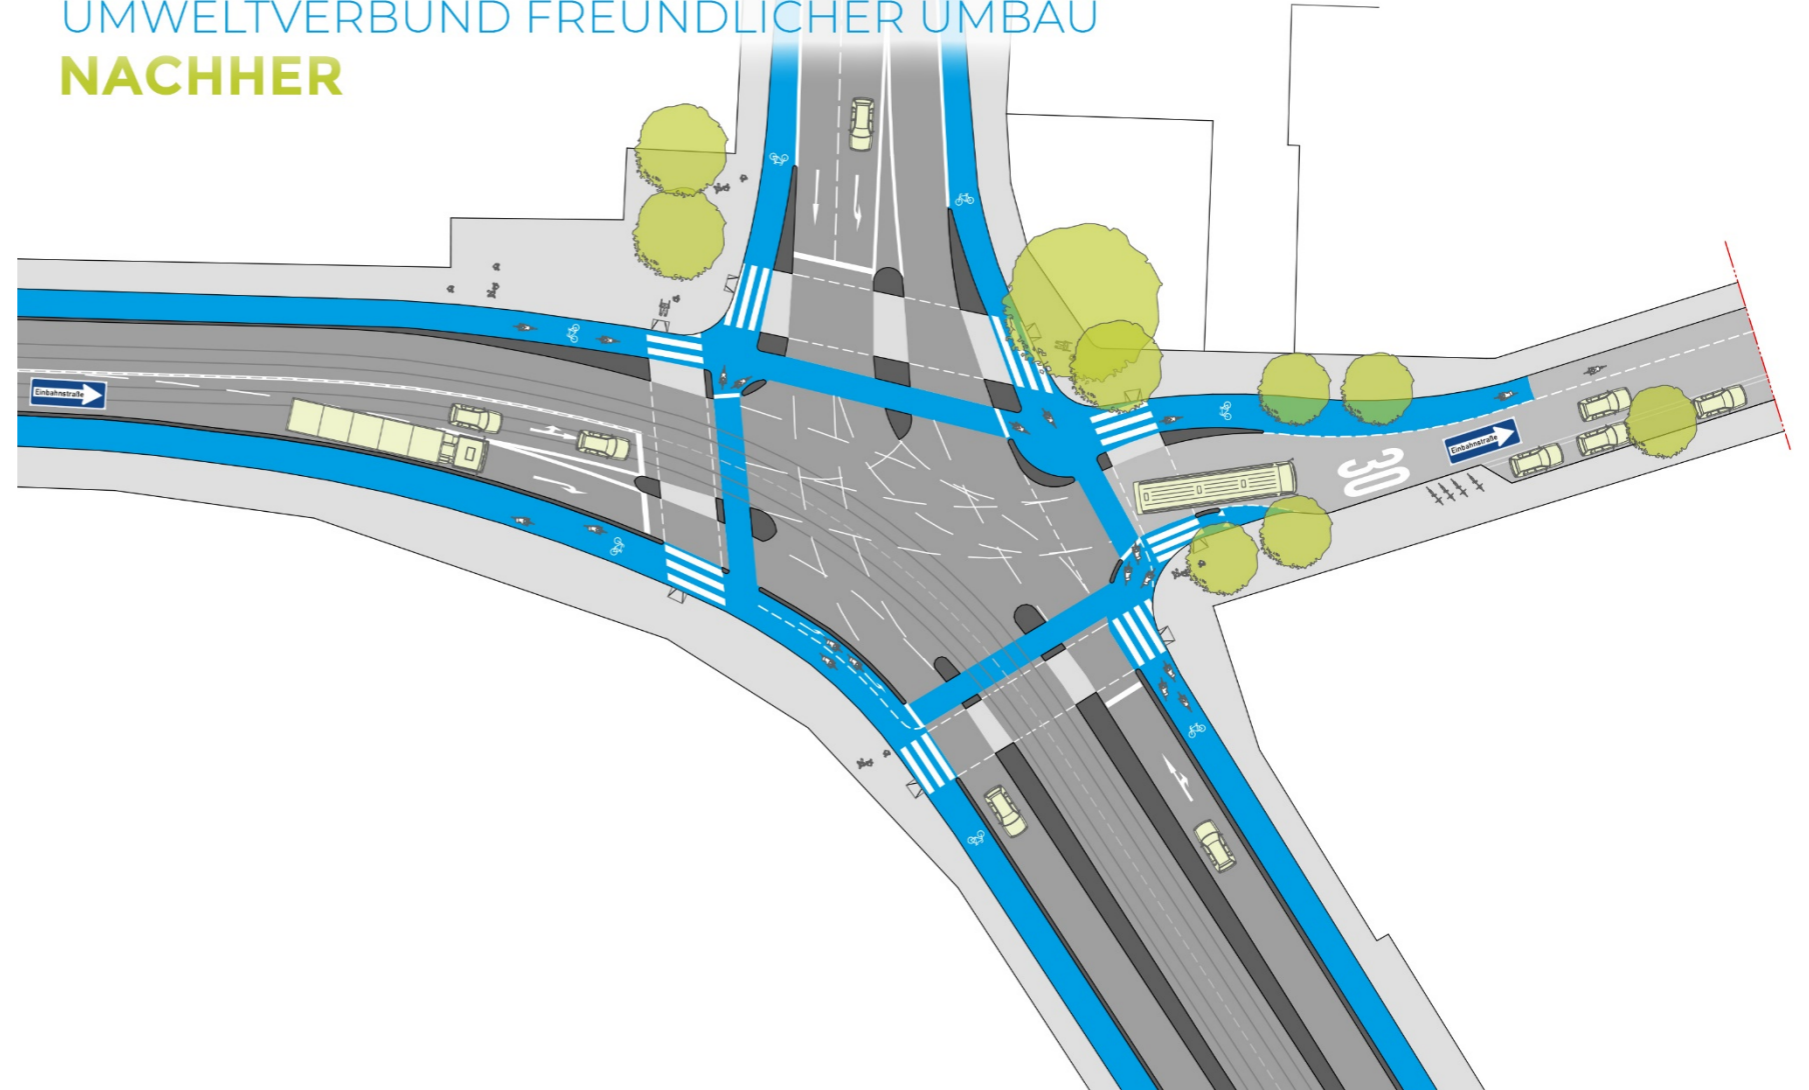 UMWELTVERBUND FREUNDLICHER UMBAU
NACHHER
Einbahnstraße
Einbahnstraße
30